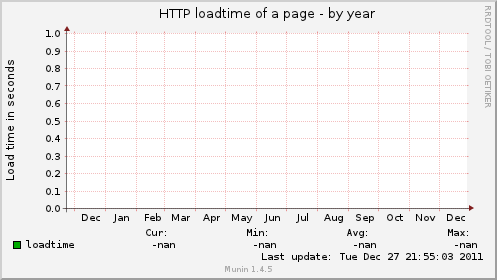 HTTP loadtime of a page - by year
RRDTOOL / TOBI OETIKER
Load time in seconds
1.0
0.9
0.8
0.7
0.6
0.5
0.4
0.3
0.2
0.1
0.0
Dec Jan Feb Mar Apr May Jun Jul Aug Sep Oct Nov Dec
Cur: Min: Avg: Max:
loadtime -nan -nan -nan -nan
Last update: Tue Dec 27 21:55:03 2011
Munin 1.4.5